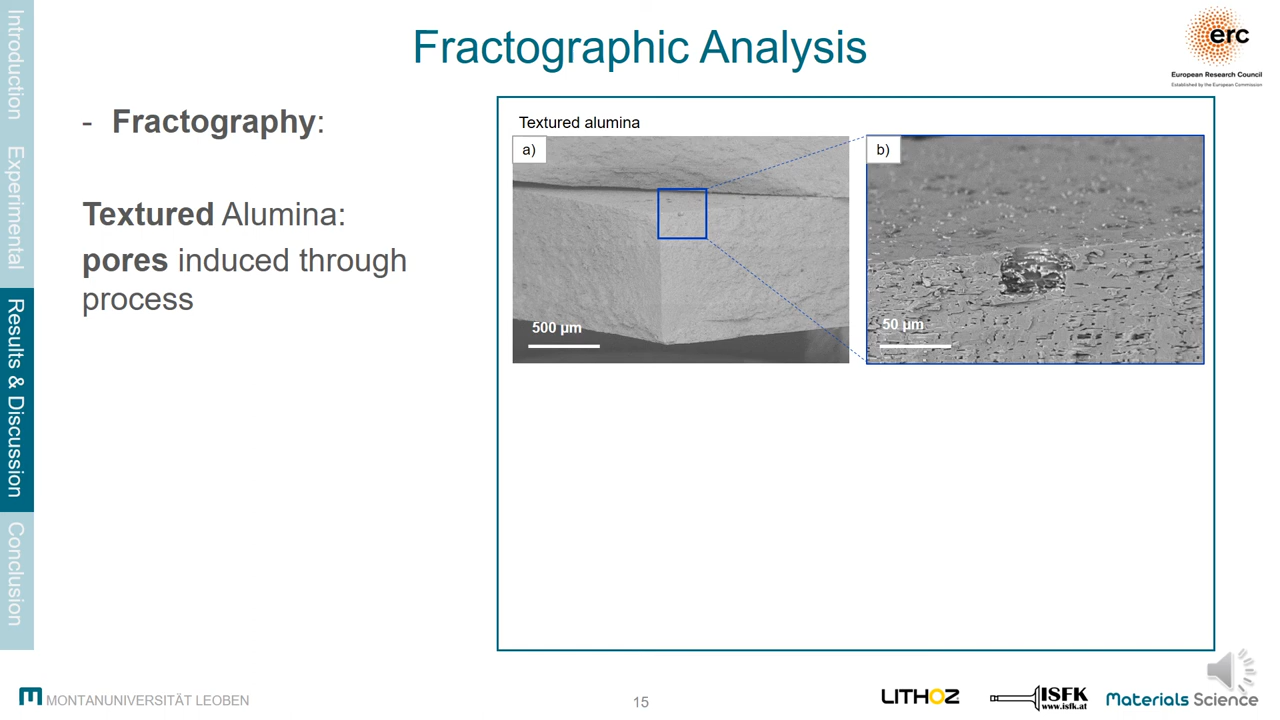 Fractographic Analysis
erc
European Research Council
Established by the European Commission
Introduction
Experimental
Results & Discussion
Conclusion
- Fractography:
Textured Alumina:
pores induced through
process
Textured alumina
a)
500 µm
b)
50 µm
MONTANUNIVERSITÄT LEOBEN
15
LITHOZ
ISFK
www.isfk.at
Materials Science